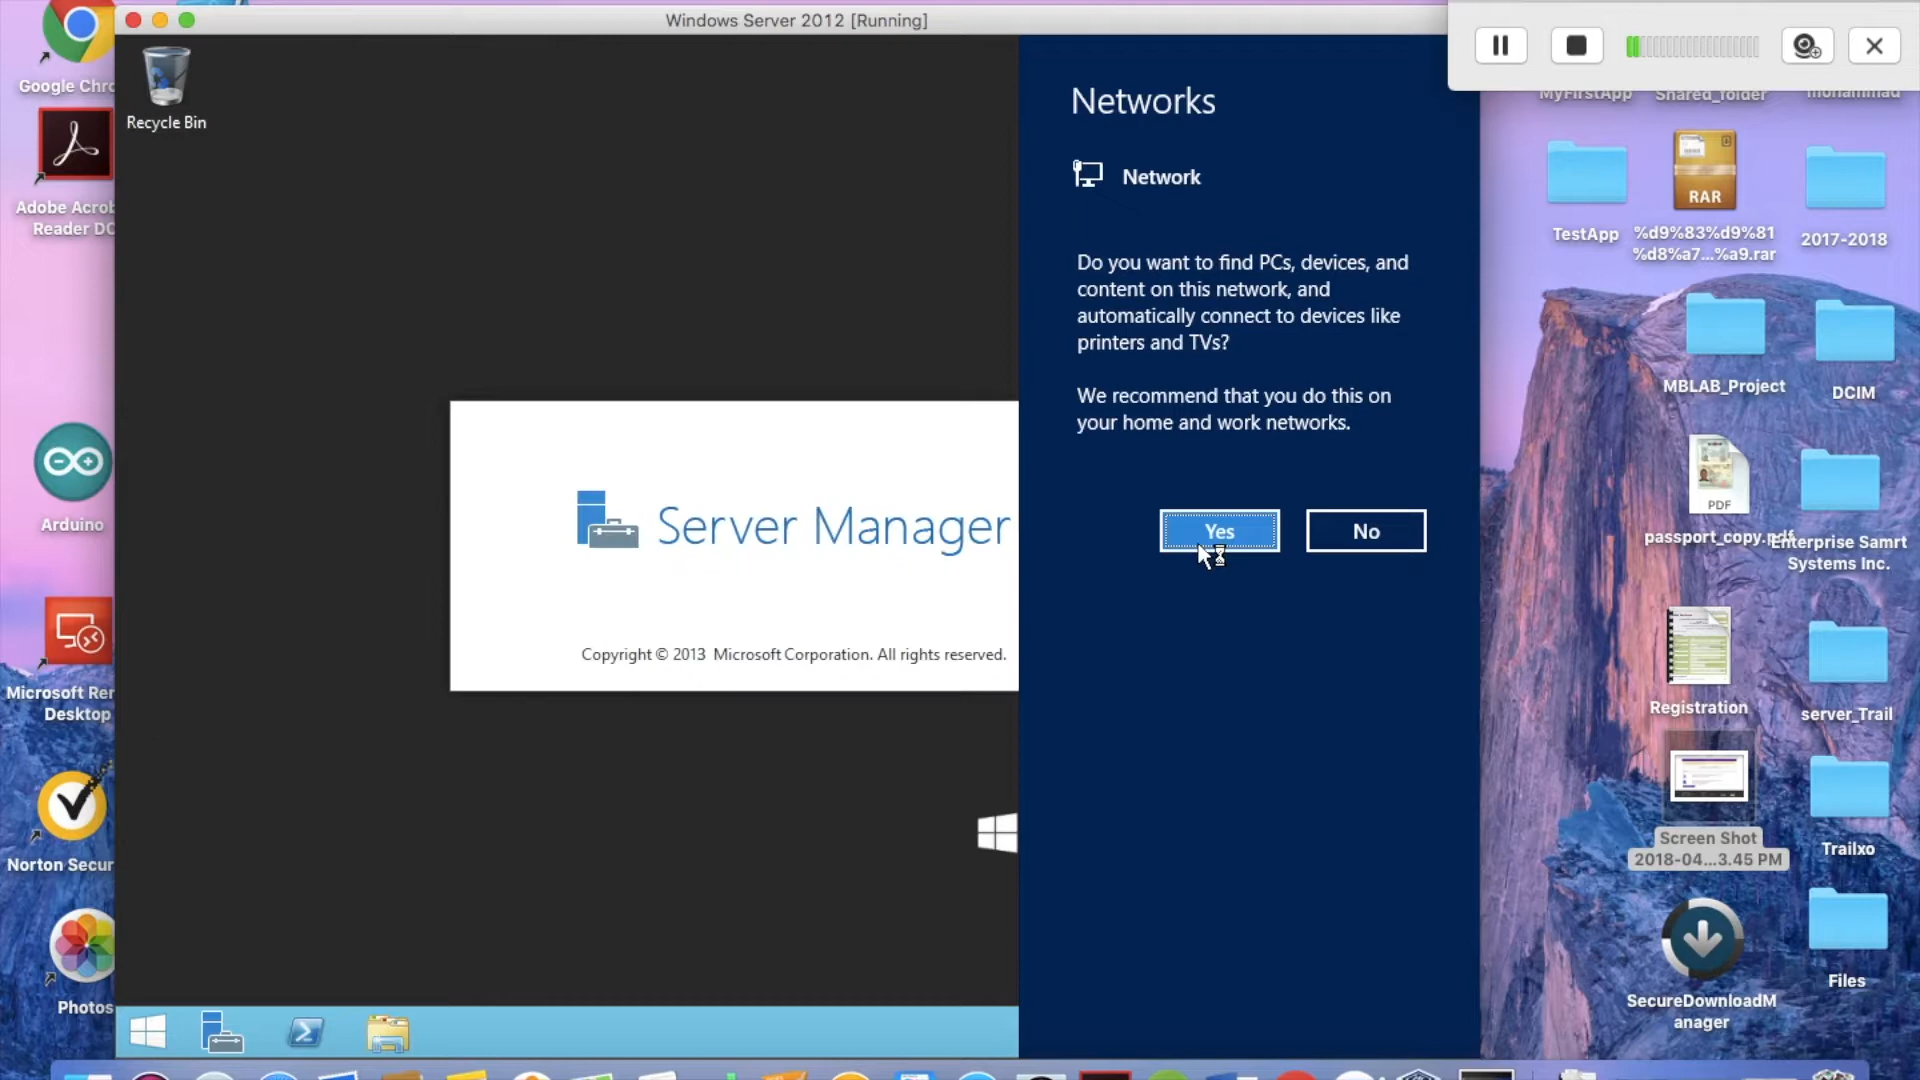 Windows Server 2012 [Running]
Google Chro
Recycle Bin
Adobe Acrob
Reader DC
Arduino
Microsoft Rem
Desktop
Norton Secur
Photos
Server Manager
Copyright © 2013 Microsoft Corporation. All rights reserved.
Networks
Network
Do you want to find PCs, devices, and
content on this network, and
automatically connect to devices like
printers and TVs?
We recommend that you do this on
your home and work networks.
Yes
No
MyFirstApp
Shared_folder
mohammad
TestApp
RAR
%d9%83%d9%81
%d8%a7...%a9.rar
2017-2018
MBLAB_Project
DCIM
PDF
passport_copy.pdf
Enterprise Samrt
Systems Inc.
Registration
server_Trail
Screen Shot
2018-04...3.45 PM
Trailxo
SecureDownloadM
anager
Files